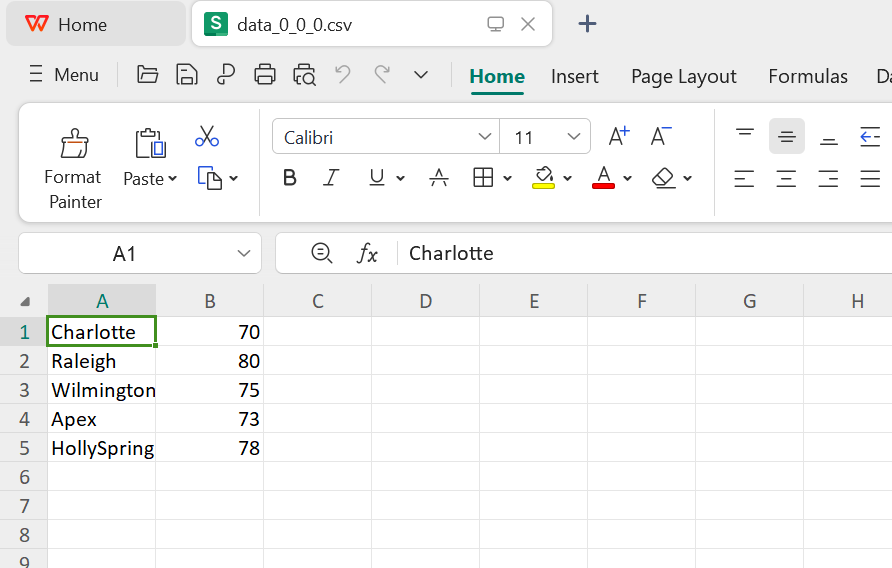 Home S data_0_0_0.csv
Menu Home Insert Page Layout Formulas
Calibri 11 A+ A-
Format Painter Paste B I U A A
A1 fx Charlotte
A B C D E F G H
1 Charlotte 70
2 Raleigh 80
3 Wilmington 75
4 Apex 73
5 HollySpring 78
6
7
8
9